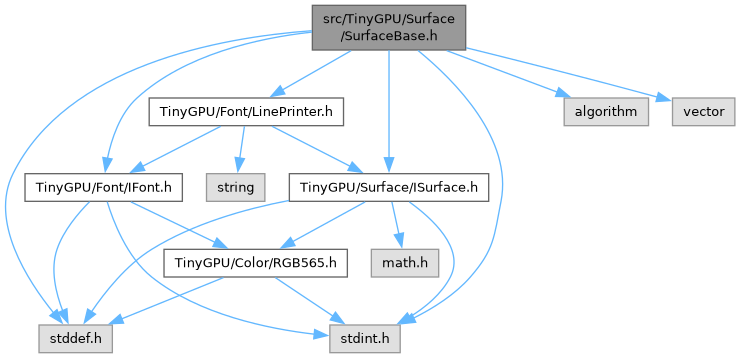 src/TinyGPU/Surface
/SurfaceBase.h
TinyGPU/Font/LinePrinter.h
algorithm
vector
TinyGPU/Font/IFont.h
string
TinyGPU/Surface/ISurface.h
TinyGPU/Color/RGB565.h
math.h
stddef.h
stdint.h